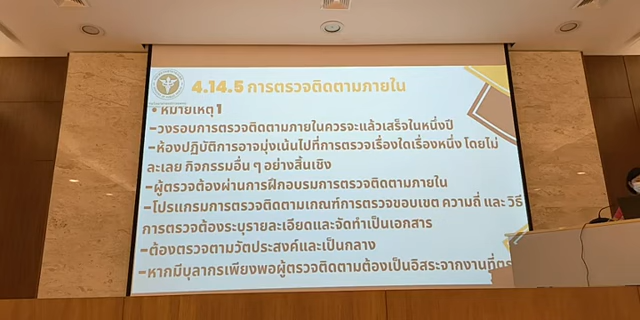 4.14.5 การตรวจติดตามภายใน
• หมายเหตุ 1
-วงรอบการตรวจติดตามภายในควรจะแล้วเสร็จในหนึ่งปี
-ห้องปฏิบัติการอาจมุ่งเน้นไปที่การตรวจเรื่องใดเรื่องหนึ่ง โดยไม่
ละเลย กิจกรรมอื่น ๆ อย่างสิ้นเชิง
-ผู้ตรวจต้องผ่านการฝึกอบรมการตรวจติดตามภายใน
-โปรแกรมการตรวจติดตามเกณฑ์การตรวจขอบเขต ความถี่ และ วิธี
การตรวจต้องระบุรายละเอียดและจัดทำเป็นเอกสาร
-ต้องตรวจตามวัตประสงค์และเป็นกลาง
-หากมีบุลากรเพียงพอผู้ตรวจติดตามต้องเป็นอิสระจากงานที่ตร